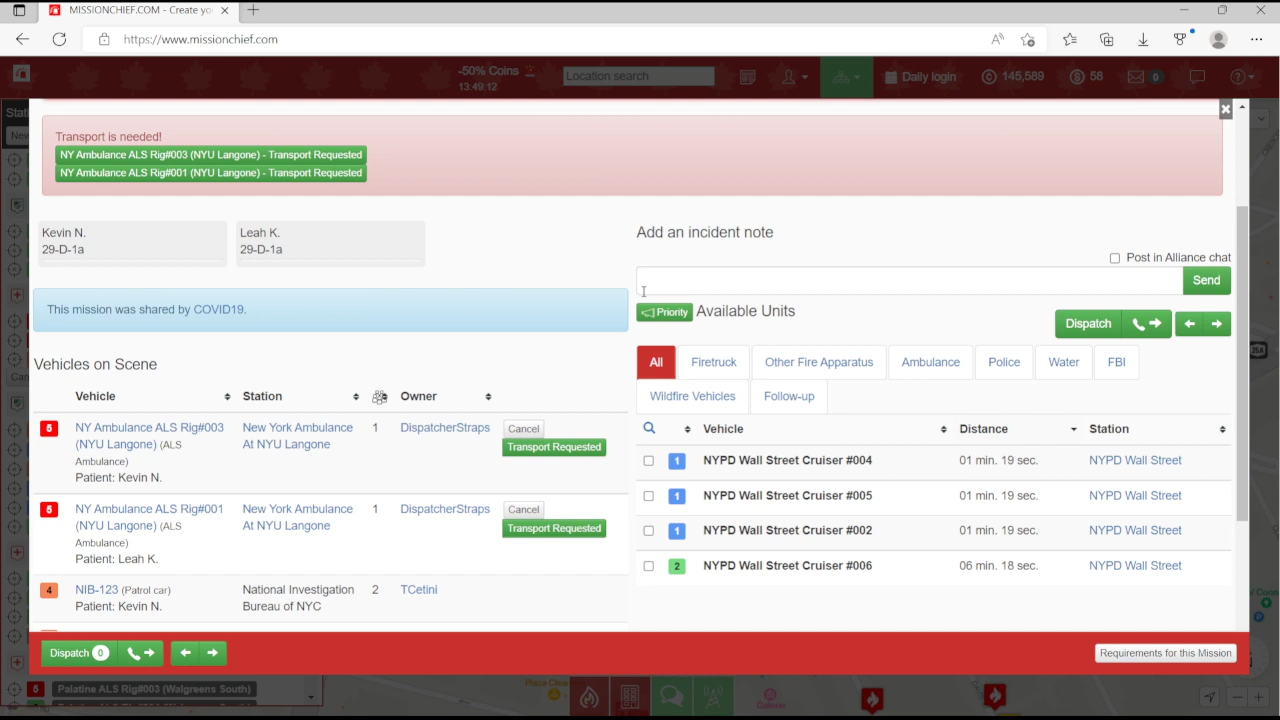 MISSIONCHIEF.COM - Create yo
https://www.missionchief.com
-50% Coins
13:49:12
Location search
Daily login
145,589
58
0
Stati
New
Transport is needed!
NY Ambulance ALS Rig#003 (NYU Langone) - Transport Requested
NY Ambulance ALS Rig#001 (NYU Langone) - Transport Requested
Kevin N.
29-D-1a
Leah K.
29-D-1a
This mission was shared by COVID19.
Vehicles on Scene
Vehicle Station Owner
5 NY Ambulance ALS Rig#003 New York Ambulance 1 DispatcherStraps Cancel
(NYU Langone) (ALS At NYU Langone Transport Requested
Ambulance)
Patient: Kevin N.
5 NY Ambulance ALS Rig#001 New York Ambulance 1 DispatcherStraps Cancel
(NYU Langone) (ALS At NYU Langone Transport Requested
Ambulance)
Patient: Leah K.
4 NIB-123 (Patrol car) National Investigation 2 TCetini
Patient: Kevin N. Bureau of NYC
Add an incident note
Post in Alliance chat
Send
Priority Available Units
Dispatch
All Firetruck Other Fire Apparatus Ambulance Police Water FBI
Wildfire Vehicles Follow-up
Vehicle Distance Station
1 NYPD Wall Street Cruiser #004 01 min. 19 sec. NYPD Wall Street
1 NYPD Wall Street Cruiser #005 01 min. 19 sec. NYPD Wall Street
1 NYPD Wall Street Cruiser #002 01 min. 19 sec. NYPD Wall Street
2 NYPD Wall Street Cruiser #006 06 min. 18 sec. NYPD Wall Street
Can
Dispatch 0
Requirements for this Mission
6 Palatine ALS Rig#003 (Walgreens South)